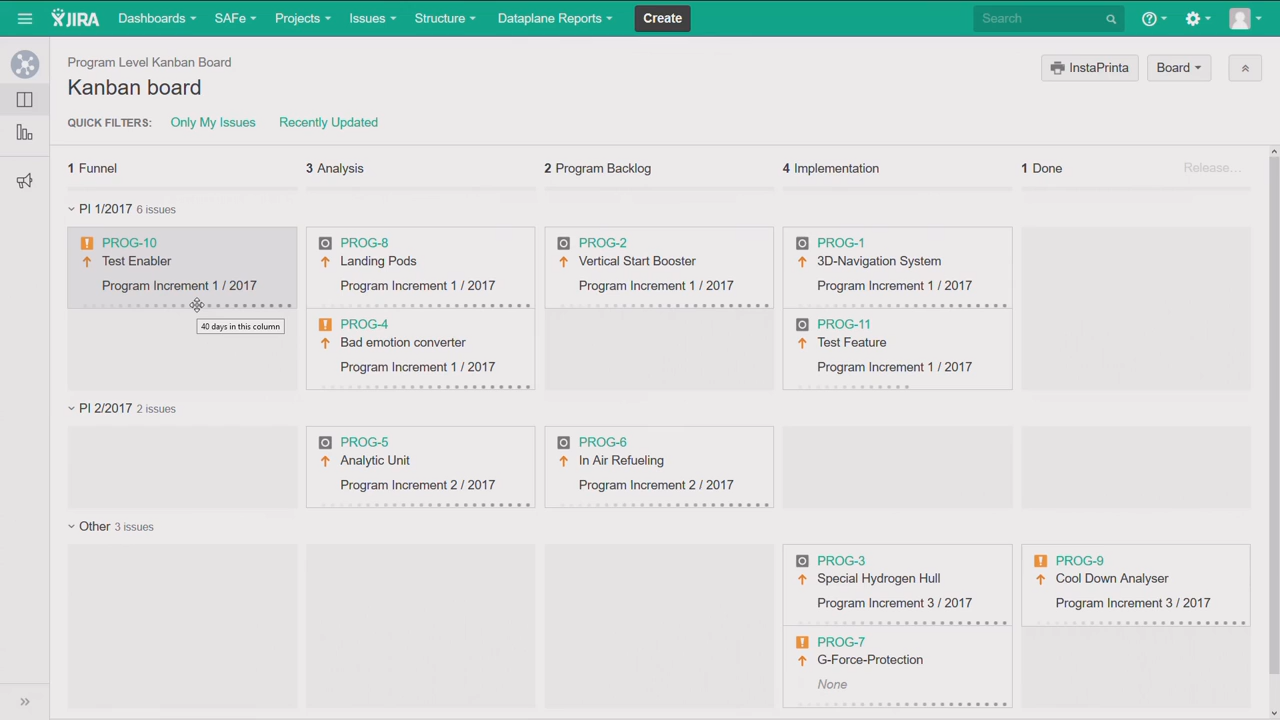 JIRA Dashboards SAFe Projects Issues Structure Dataplane Reports Create Search
Program Level Kanban Board
InstaPrinta Board
Kanban board
QUICK FILTERS: Only My Issues Recently Updated
1 Funnel 3 Analysis 2 Program Backlog 4 Implementation 1 Done Release...
PI 1/2017 6 issues
PROG-10
Test Enabler
Program Increment 1 / 2017
40 days in this column
PROG-8
Landing Pods
Program Increment 1 / 2017
PROG-4
Bad emotion converter
Program Increment 1 / 2017
PROG-2
Vertical Start Booster
Program Increment 1 / 2017
PROG-1
3D-Navigation System
Program Increment 1 / 2017
PROG-11
Test Feature
Program Increment 1 / 2017
PI 2/2017 2 issues
PROG-5
Analytic Unit
Program Increment 2 / 2017
PROG-6
In Air Refueling
Program Increment 2 / 2017
Other 3 issues
PROG-3
Special Hydrogen Hull
Program Increment 3 / 2017
PROG-7
G-Force-Protection
None
PROG-9
Cool Down Analyser
Program Increment 3 / 2017